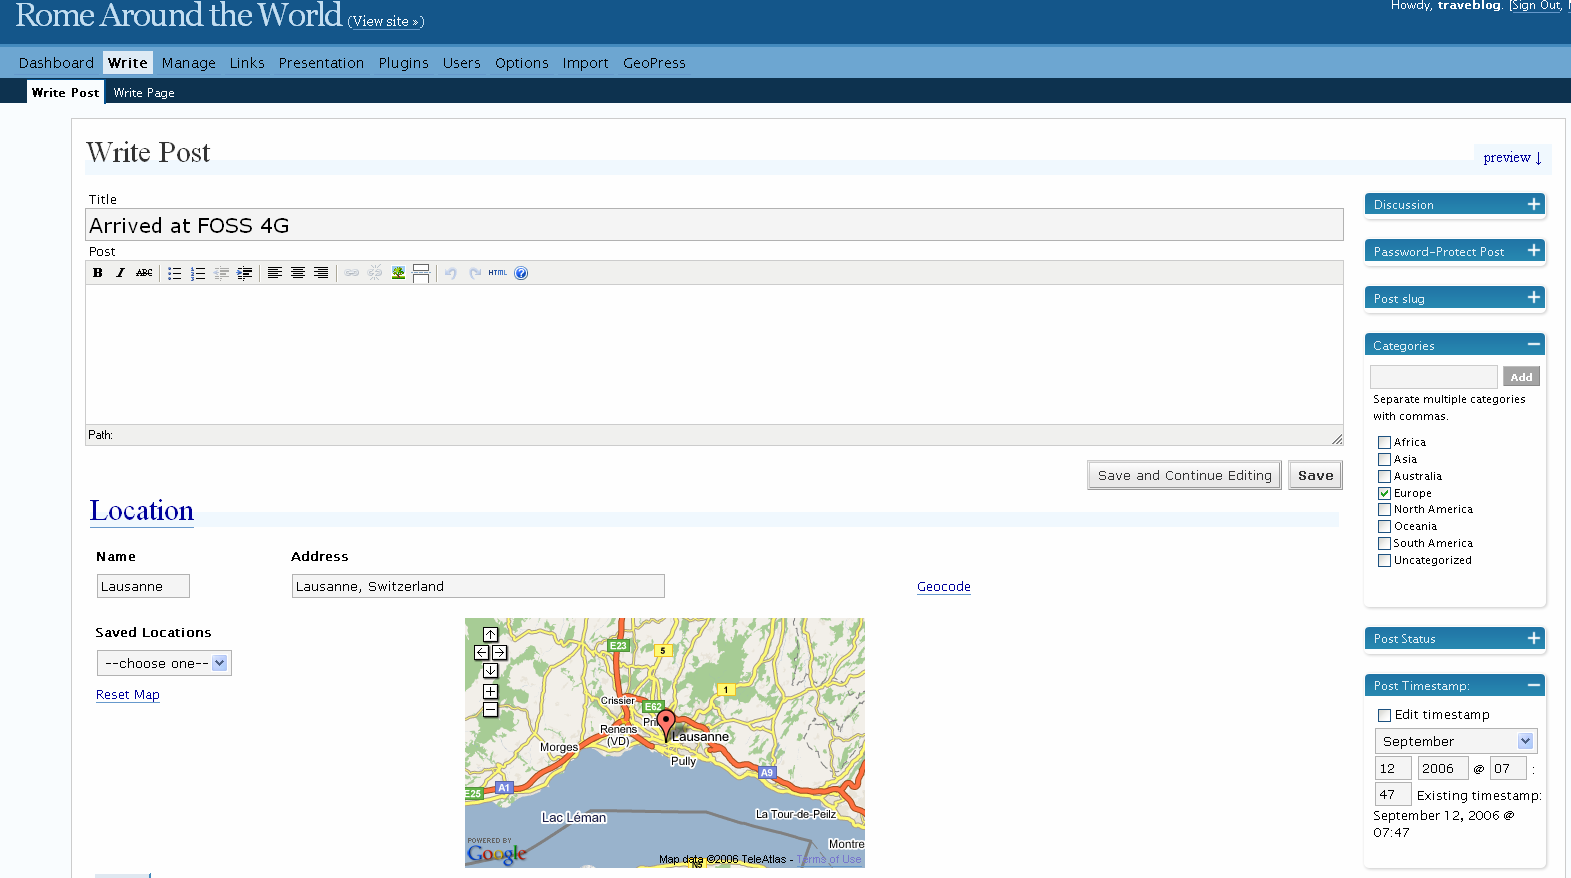 Rome Around the World (View site »)
Howdy, traveblog. [Sign Out,
Dashboard Write Manage Links Presentation Plugins Users Options Import GeoPress
Write Post Write Page
Write Post
preview ↓
Title
Arrived at FOSS 4G
Post
B I ABC HTML
Path:
Save and Continue Editing Save
Location
Name Address
Lausanne Lausanne, Switzerland Geocode
Saved Locations
--choose one--
Reset Map
E23
5
1
Crissier
E62
Renens
(VD)
Lausanne
Morges
Pully
A9
A1
E25
Lac Léman
La Tour-de-Peilz
Montre
POWERED BY
Google
Map data ©2006 TeleAtlas - Terms of Use
N5
Discussion
Password-Protect Post
Post slug
Categories
Add
Separate multiple categories
with commas.
Africa
Asia
Australia
Europe
North America
Oceania
South America
Uncategorized
Post Status
Post Timestamp:
Edit timestamp
September
12 2006 @ 07 :
47 Existing timestamp:
September 12, 2006 @
07:47